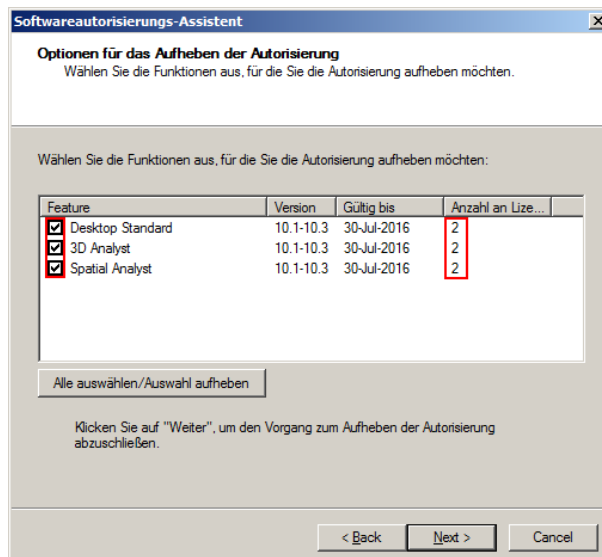 Softwareautorisierungs-Assistent
Optionen für das Aufheben der Autorisierung
Wählen Sie die Funktionen aus, für die Sie die Autorisierung aufheben möchten.
Wählen Sie die Funktionen aus, für die Sie die Autorisierung aufheben möchten:
Feature Version Gültig bis Anzahl an Lize...
Desktop Standard 10.1-10.3 30-Jul-2016 2
3D Analyst 10.1-10.3 30-Jul-2016 2
Spatial Analyst 10.1-10.3 30-Jul-2016 2
Alle auswählen/Auswahl aufheben
Klicken Sie auf "Weiter", um den Vorgang zum Aufheben der Autorisierung
abzuschließen.
< Back Next > Cancel